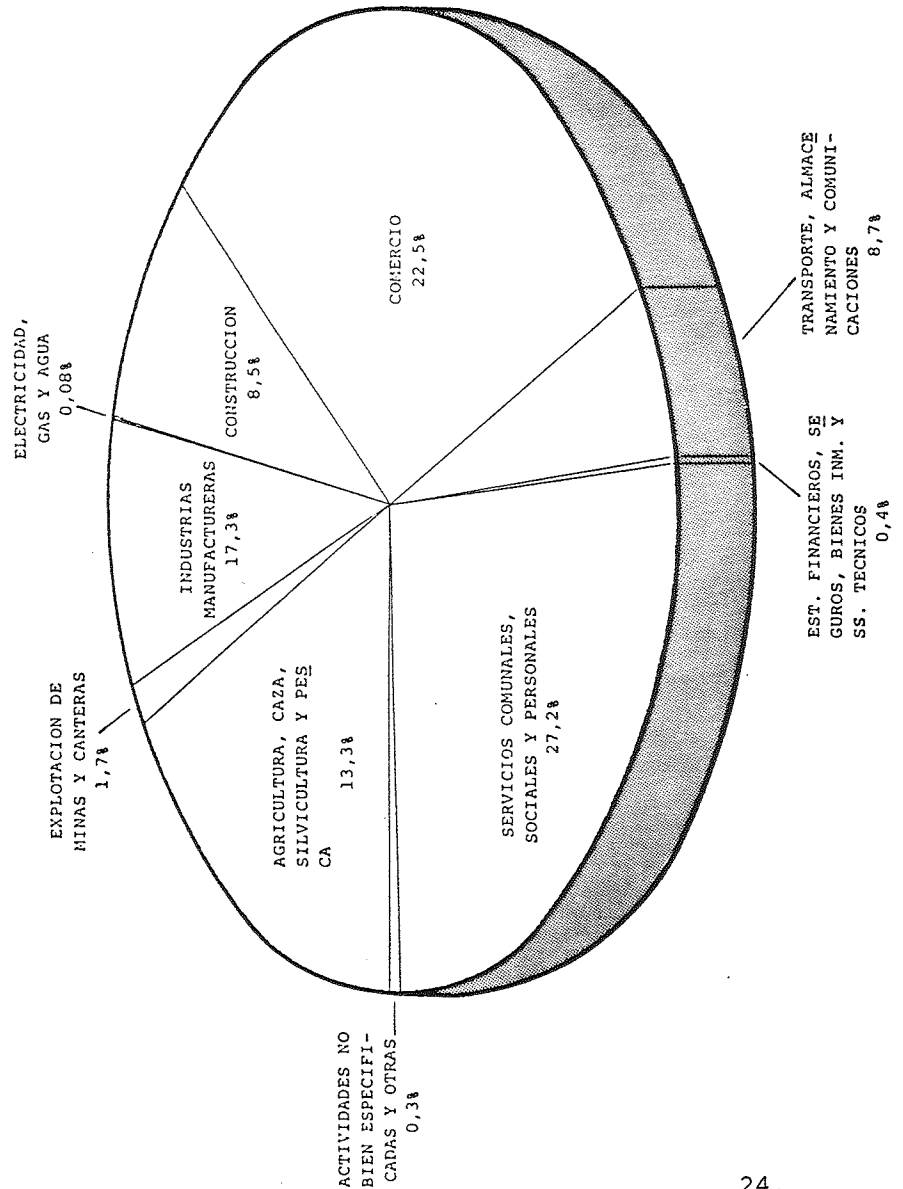 ELECTRICIDAD,
GAS Y AGUA
0,08%
EXPLOTACION DE
MINAS Y CANTERAS
1,7%
INDUSTRIAS
MANUFACTURERAS
17,3%
CONSTRUCCION
8,5%
COMERCIO
22,5%
AGRICULTURA, CAZA,
SILVICULTURA Y PES
CA
13,3%
ACTIVIDADES NO
BIEN ESPECIFI-
CADAS Y OTRAS
0,3%
SERVICIOS COMUNALES,
SOCIALES Y PERSONALES
27,2%
EST. FINANCIEROS, SE
GUROS, BIENES INM. Y
SS. TECNICOS
0,4%
TRANSPORTE, ALMACE
NAMIENTO Y COMUNI-
CACIONES
8,7%
24